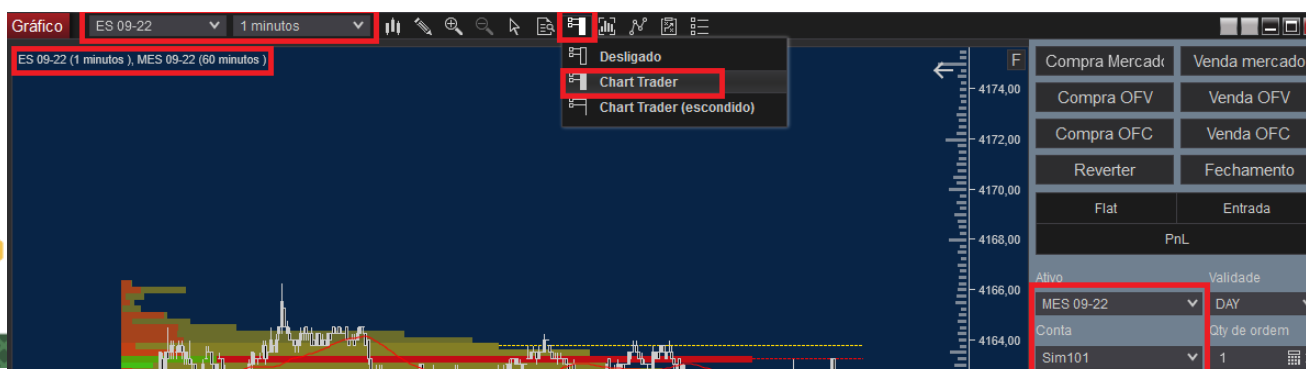 Gráfico ES 09-22 1 minutos
ES 09-22 (1 minutos ), MES 09-22 (60 minutos )
Desligado
Chart Trader
Chart Trader (escondido)
F
4174,00
4172,00
4170,00
4168,00
4166,00
4164,00
Compra Mercado Venda mercado
Compra OFV Venda OFV
Compra OFC Venda OFC
Reverter Fechamento
Flat Entrada
PnL
Ativo Validade
MES 09-22 DAY
Conta Qty de ordem
Sim101 1